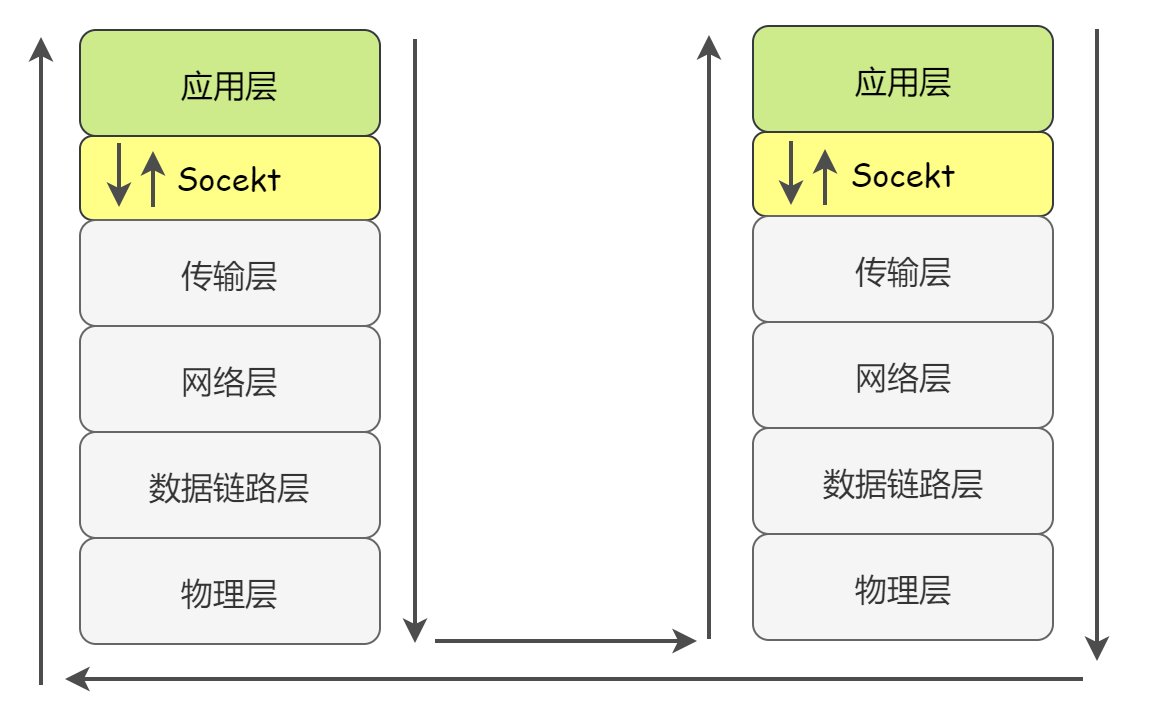 应用层
Socekt
传输层
网络层
数据链路层
物理层
应用层
Socekt
传输层
网络层
数据链路层
物理层